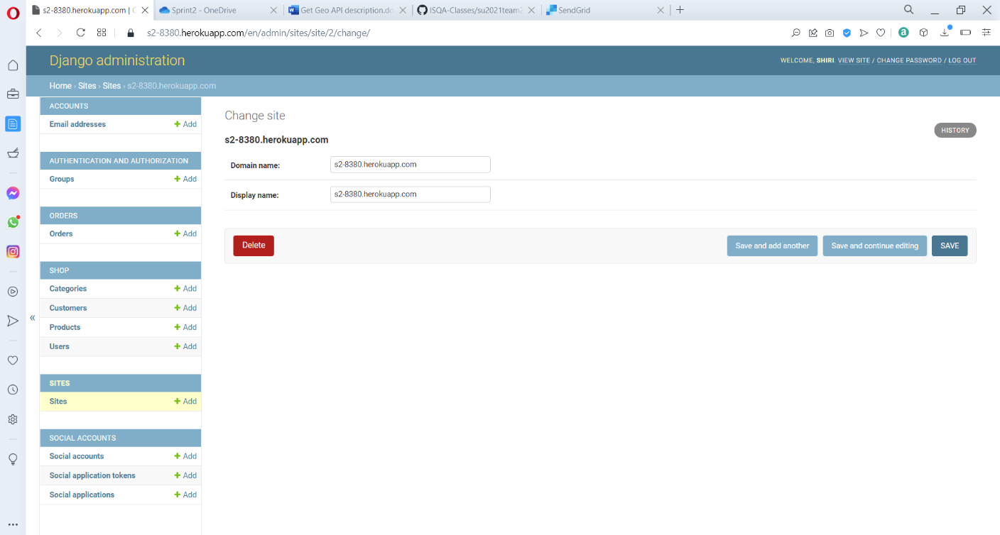 s2-8380.herokuapp.com | C
Sprint2 - OneDrive
Get Geo API description.do
ISQA-Classes/su2021team2
SendGrid
s2-8380.herokuapp.com/en/admin/sites/site/2/change/
Django administration
WELCOME, SHIRI. VIEW SITE / CHANGE PASSWORD / LOG OUT
Home › Sites › Sites › s2-8380.herokuapp.com
ACCOUNTS
Email addresses + Add
AUTHENTICATION AND AUTHORIZATION
Groups + Add
ORDERS
Orders + Add
SHOP
Categories + Add
Customers + Add
Products + Add
Users + Add
SITES
Sites + Add
SOCIAL ACCOUNTS
Social accounts + Add
Social application tokens + Add
Social applications + Add
«
Change site
HISTORY
s2-8380.herokuapp.com
Domain name: s2-8380.herokuapp.com
Display name: s2-8380.herokuapp.com
Delete
Save and add another
Save and continue editing
SAVE